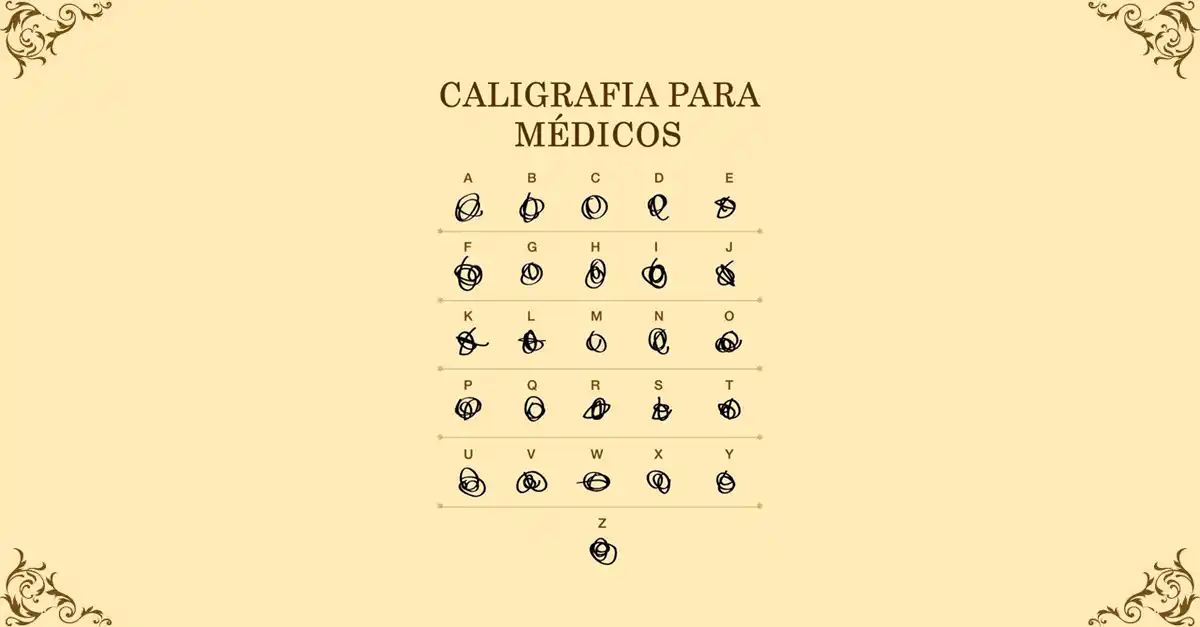 CALIGRAFIA PARA
MÉDICOS
A B C D E
F G H I J
K L M N O
P Q R S T
U V W X Y
Z